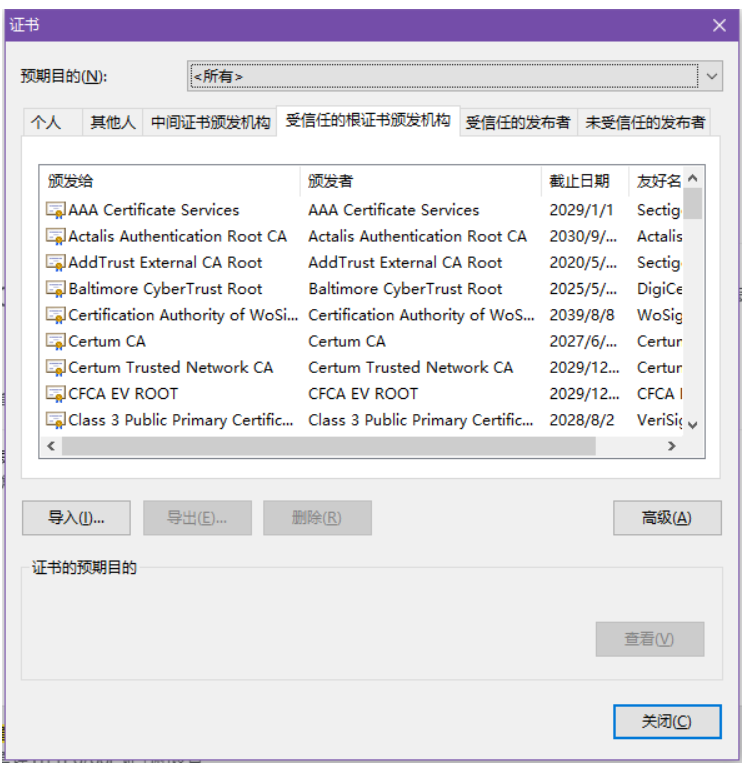 证书
预期目的(N):
<所有>
个人 其他人 中间证书颁发机构 受信任的根证书颁发机构 受信任的发布者 未受信任的发布者
颁发给 颁发者 截止日期 友好名
AAA Certificate Services AAA Certificate Services 2029/1/1 Sectig
Actalis Authentication Root CA Actalis Authentication Root CA 2030/9/... Actalis
AddTrust External CA Root AddTrust External CA Root 2020/5/... Sectig
Baltimore CyberTrust Root Baltimore CyberTrust Root 2025/5/... DigiCe
Certification Authority of WoSi... Certification Authority of WoS... 2039/8/8 WoSig
Certum CA Certum CA 2027/6/... Certur
Certum Trusted Network CA Certum Trusted Network CA 2029/12... Certur
CFCA EV ROOT CFCA EV ROOT 2029/12... CFCA
Class 3 Public Primary Certific... Class 3 Public Primary Certific... 2028/8/2 VeriSig
导入(I)... 导出(E)... 删除(R) 高级(A)
证书的预期目的
查看(V)
关闭(C)